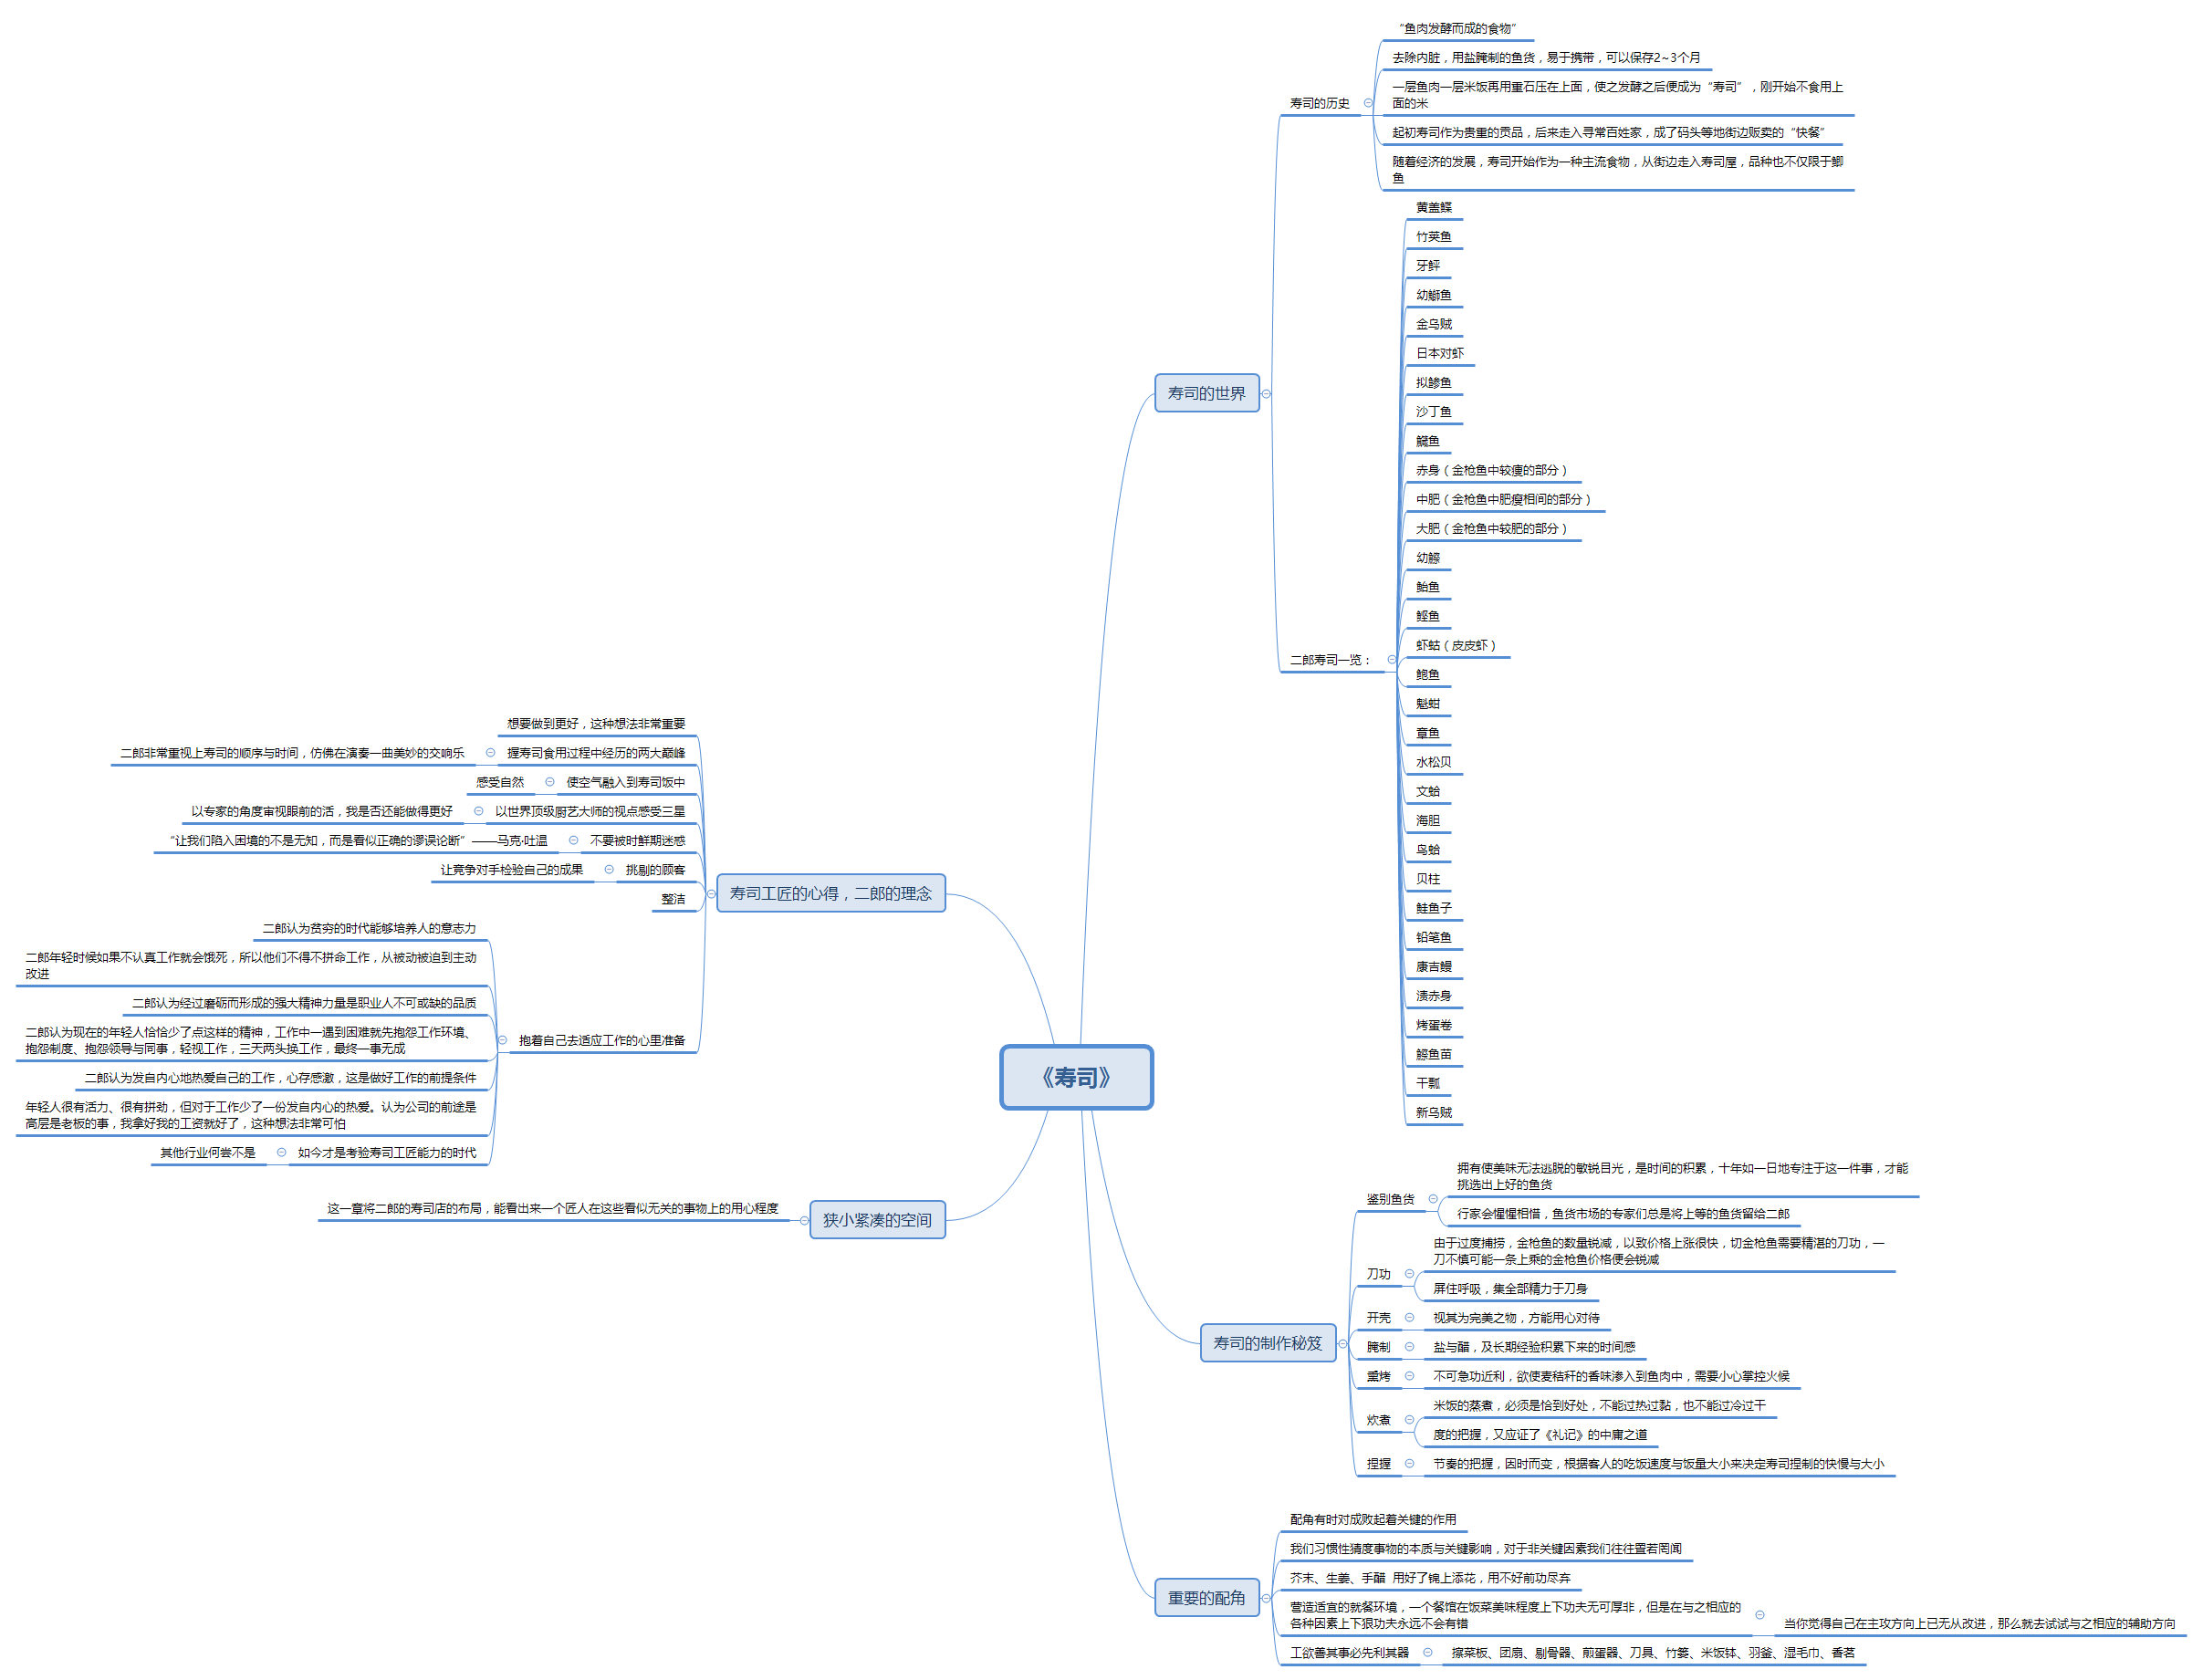 《寿司》
寿司的世界
寿司的历史
“鱼肉发酵而成的食物”
去除内脏，用盐腌制的鱼货，易于携带，可以保存2~3个月
一层鱼肉一层米饭再用重石压在上面，使之发酵之后便成为“寿司”，刚开始不食用上
面的米
起初寿司作为贵重的贡品，后来走入寻常百姓家，成了码头等地街边贩卖的“快餐”
随着经济的发展，寿司开始作为一种主流食物，从街边走入寿司屋，品种也不仅限于鲫
鱼
二郎寿司一览：
黄盖鲽
竹荚鱼
牙鲆
幼鰤鱼
金乌贼
日本对虾
拟鲹鱼
沙丁鱼
鱵鱼
赤身（金枪鱼中较瘦的部分）
中肥（金枪鱼中肥瘦相间的部分）
大肥（金枪鱼中较肥的部分）
幼鰶
鲐鱼
鲣鱼
虾蛄（皮皮虾）
鲍鱼
魁蚶
章鱼
水松贝
文蛤
海胆
鸟蛤
贝柱
鲑鱼子
铅笔鱼
康吉鳗
渍赤身
烤蛋卷
鰶鱼苗
干瓢
新乌贼
寿司的制作秘笈
鉴别鱼货
拥有使美味无法逃脱的敏锐目光，是时间的积累，十年如一日地专注于这一件事，才能
挑选出上好的鱼货
行家会惺惺相惜，鱼货市场的专家们总是将上等的鱼货留给二郎
刀功
由于过度捕捞，金枪鱼的数量锐减，以致价格上涨很快，切金枪鱼需要精湛的刀功，一
刀不慎可能一条上乘的金枪鱼价格便会锐减
屏住呼吸，集全部精力于刀身
开壳
视其为完美之物，方能用心对待
腌制
盐与醋，及长期经验积累下来的时间感
熏烤
不可急功近利，欲使麦秸秆的香味渗入到鱼肉中，需要小心掌控火候
炊煮
米饭的蒸煮，必须是恰到好处，不能过热过黏，也不能过冷过干
度的把握，又应证了《礼记》的中庸之道
捏握
节奏的把握，因时而变，根据客人的吃饭速度与饭量大小来决定寿司捏制的快慢与大小
重要的配角
配角有时对成败起着关键的作用
我们习惯性猜度事物的本质与关键影响，对于非关键因素我们往往置若罔闻
芥末、生姜、手醋  用好了锦上添花，用不好前功尽弃
营造适宜的就餐环境，一个餐馆在饭菜美味程度上下功夫无可厚非，但是在与之相应的
各种因素上下狠功夫永远不会有错
当你觉得自己在主攻方向上已无从改进，那么就去试试与之相应的辅助方向
工欲善其事必先利其器
擦菜板、团扇、剔骨器、煎蛋器、刀具、竹篓、米饭钵、羽釜、湿毛巾、香茗
寿司工匠的心得，二郎的理念
想要做到更好，这种想法非常重要
握寿司食用过程中经历的两大巅峰
二郎非常重视上寿司的顺序与时间，仿佛在演奏一曲美妙的交响乐
使空气融入到寿司饭中
感受自然
以世界顶级厨艺大师的视点感受三星
以专家的角度审视眼前的活，我是否还能做得更好
不要被时鲜期迷惑
“让我们陷入困境的不是无知，而是看似正确的谬误论断”——马克·吐温
挑剔的顾客
让竞争对手检验自己的成果
整洁
抱着自己去适应工作的心里准备
二郎认为贫穷的时代能够培养人的意志力
二郎年轻时候如果不认真工作就会饿死，所以他们不得不拼命工作，从被动被迫到主动
改进
二郎认为经过磨砺而形成的强大精神力量是职业人不可或缺的品质
二郎认为现在的年轻人恰恰少了点这样的精神，工作中一遇到困难就先抱怨工作环境、
抱怨制度、抱怨领导与同事，轻视工作，三天两头换工作，最终一事无成
二郎认为发自内心地热爱自己的工作，心存感激，这是做好工作的前提条件
年轻人很有活力、很有拼劲，但对于工作少了一份发自内心的热爱。认为公司的前途是
高层是老板的事，我拿好我的工资就好了，这种想法非常可怕
如今才是考验寿司工匠能力的时代
其他行业何尝不是
狭小紧凑的空间
这一章将二郎的寿司店的布局，能看出来一个匠人在这些看似无关的事物上的用心程度